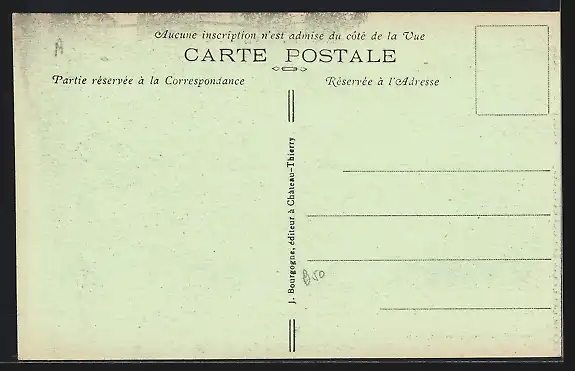 Aucune inscription n'est admise du côté de la Vue
CARTE POSTALE
Partie réservée à la Correspondance
Réservée à l'Adresse
J. Bourgogne, éditeur à Château-Thierry
A
B50